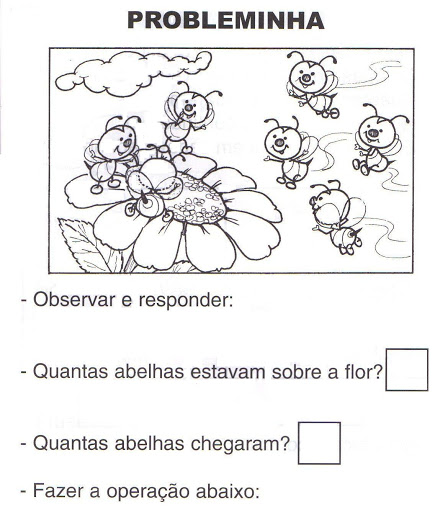 PROBLEMINHA
- Observar e responder:
- Quantas abelhas estavam sobre a flor?
- Quantas abelhas chegaram?
- Fazer a operação abaixo: